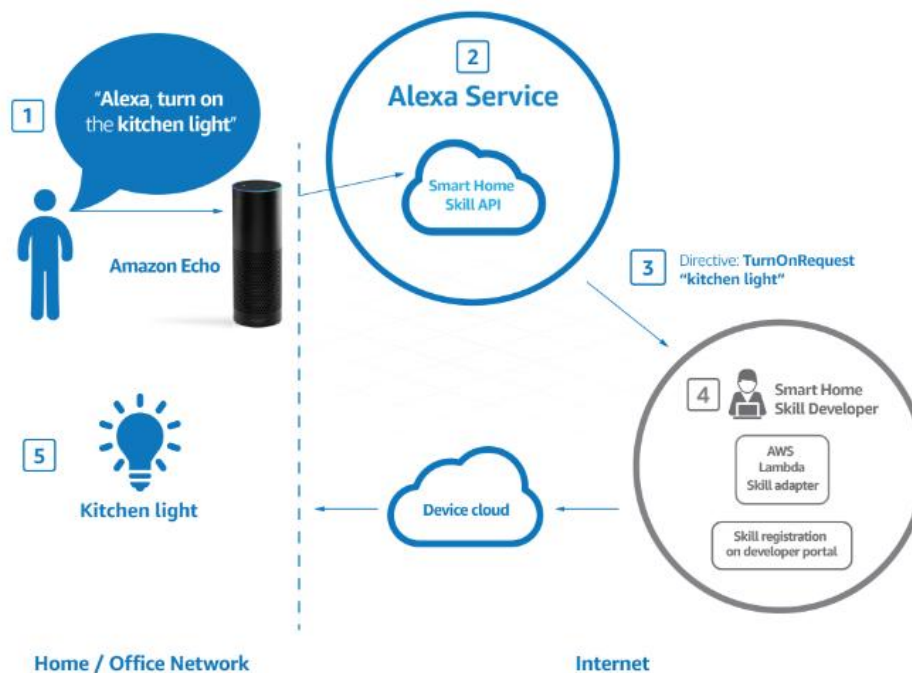 1
"Alexa, turn on
the kitchen light"
Amazon Echo
2
Alexa Service
Smart Home
Skill API
3
Directive: TurnOnRequest
"kitchen light"
4
Smart Home
Skill Developer
AWS
Lambda
Skill adapter
Skill registration
on developer portal
Device cloud
5
Kitchen light
Home / Office Network
Internet